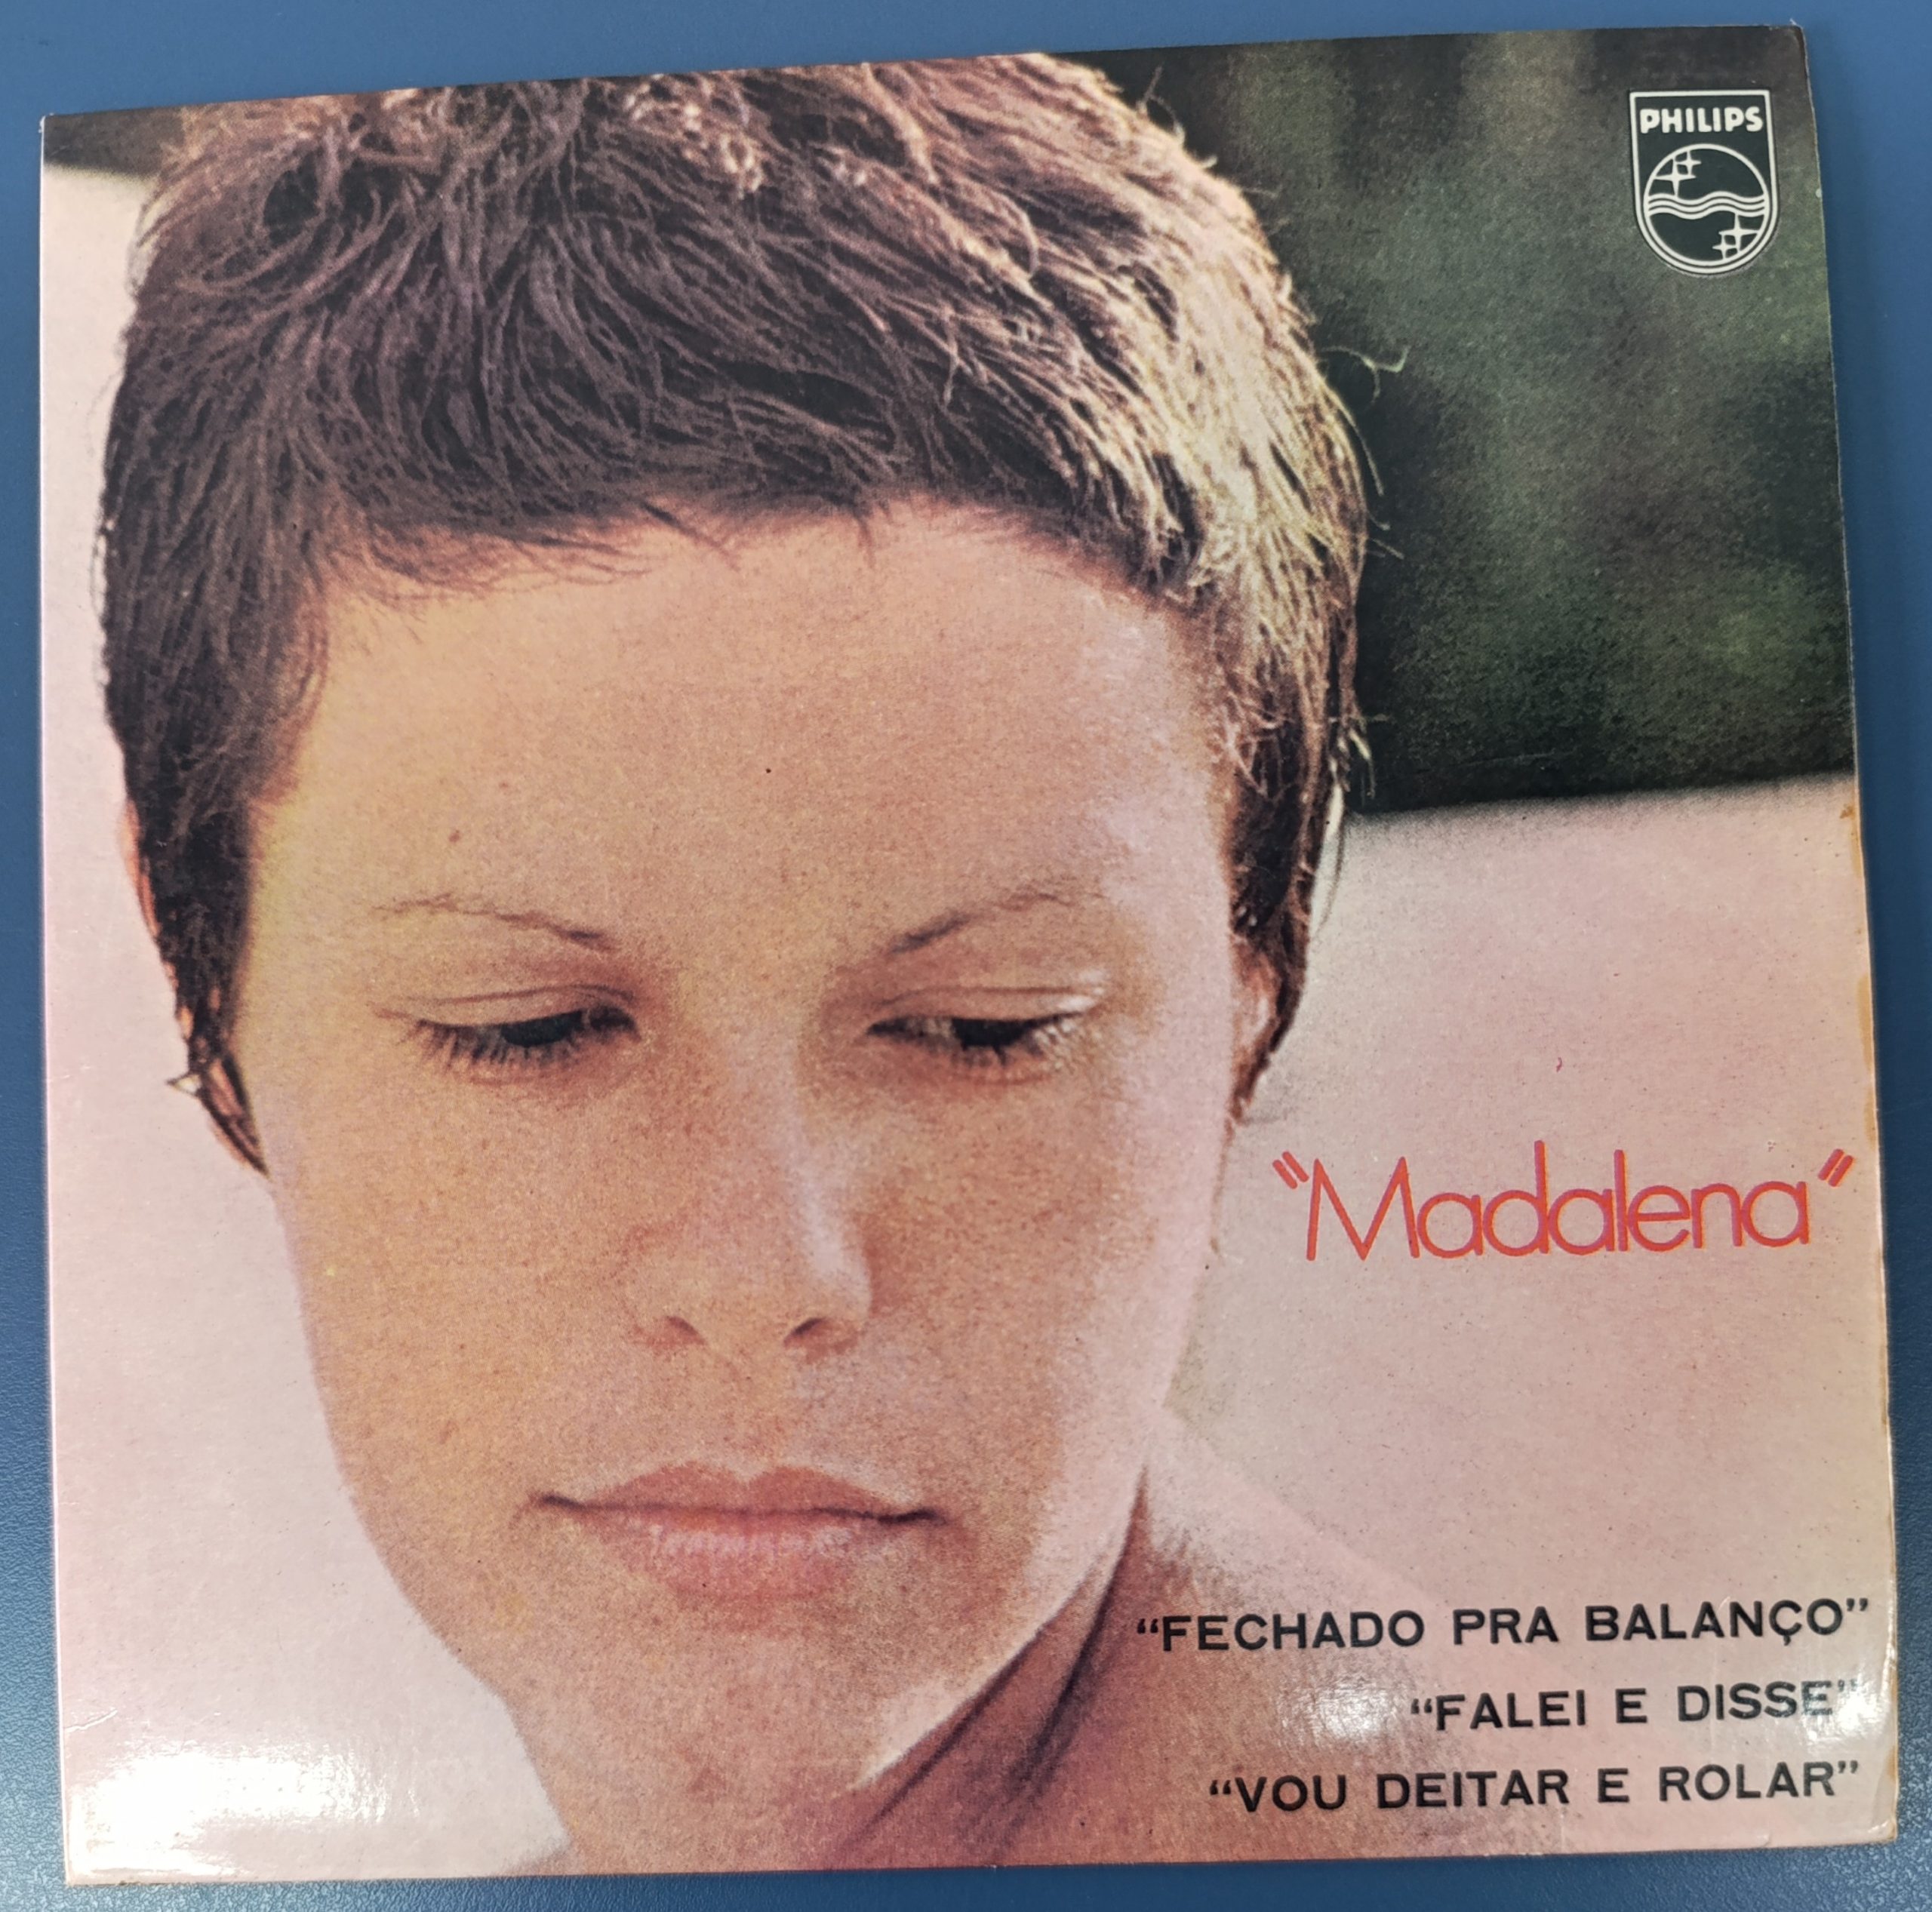 PHILIPS
"Madalena"
“FECHADO PRA BALANÇO”
“FALEI E DISSE”
“VOU DEITAR E ROLAR”